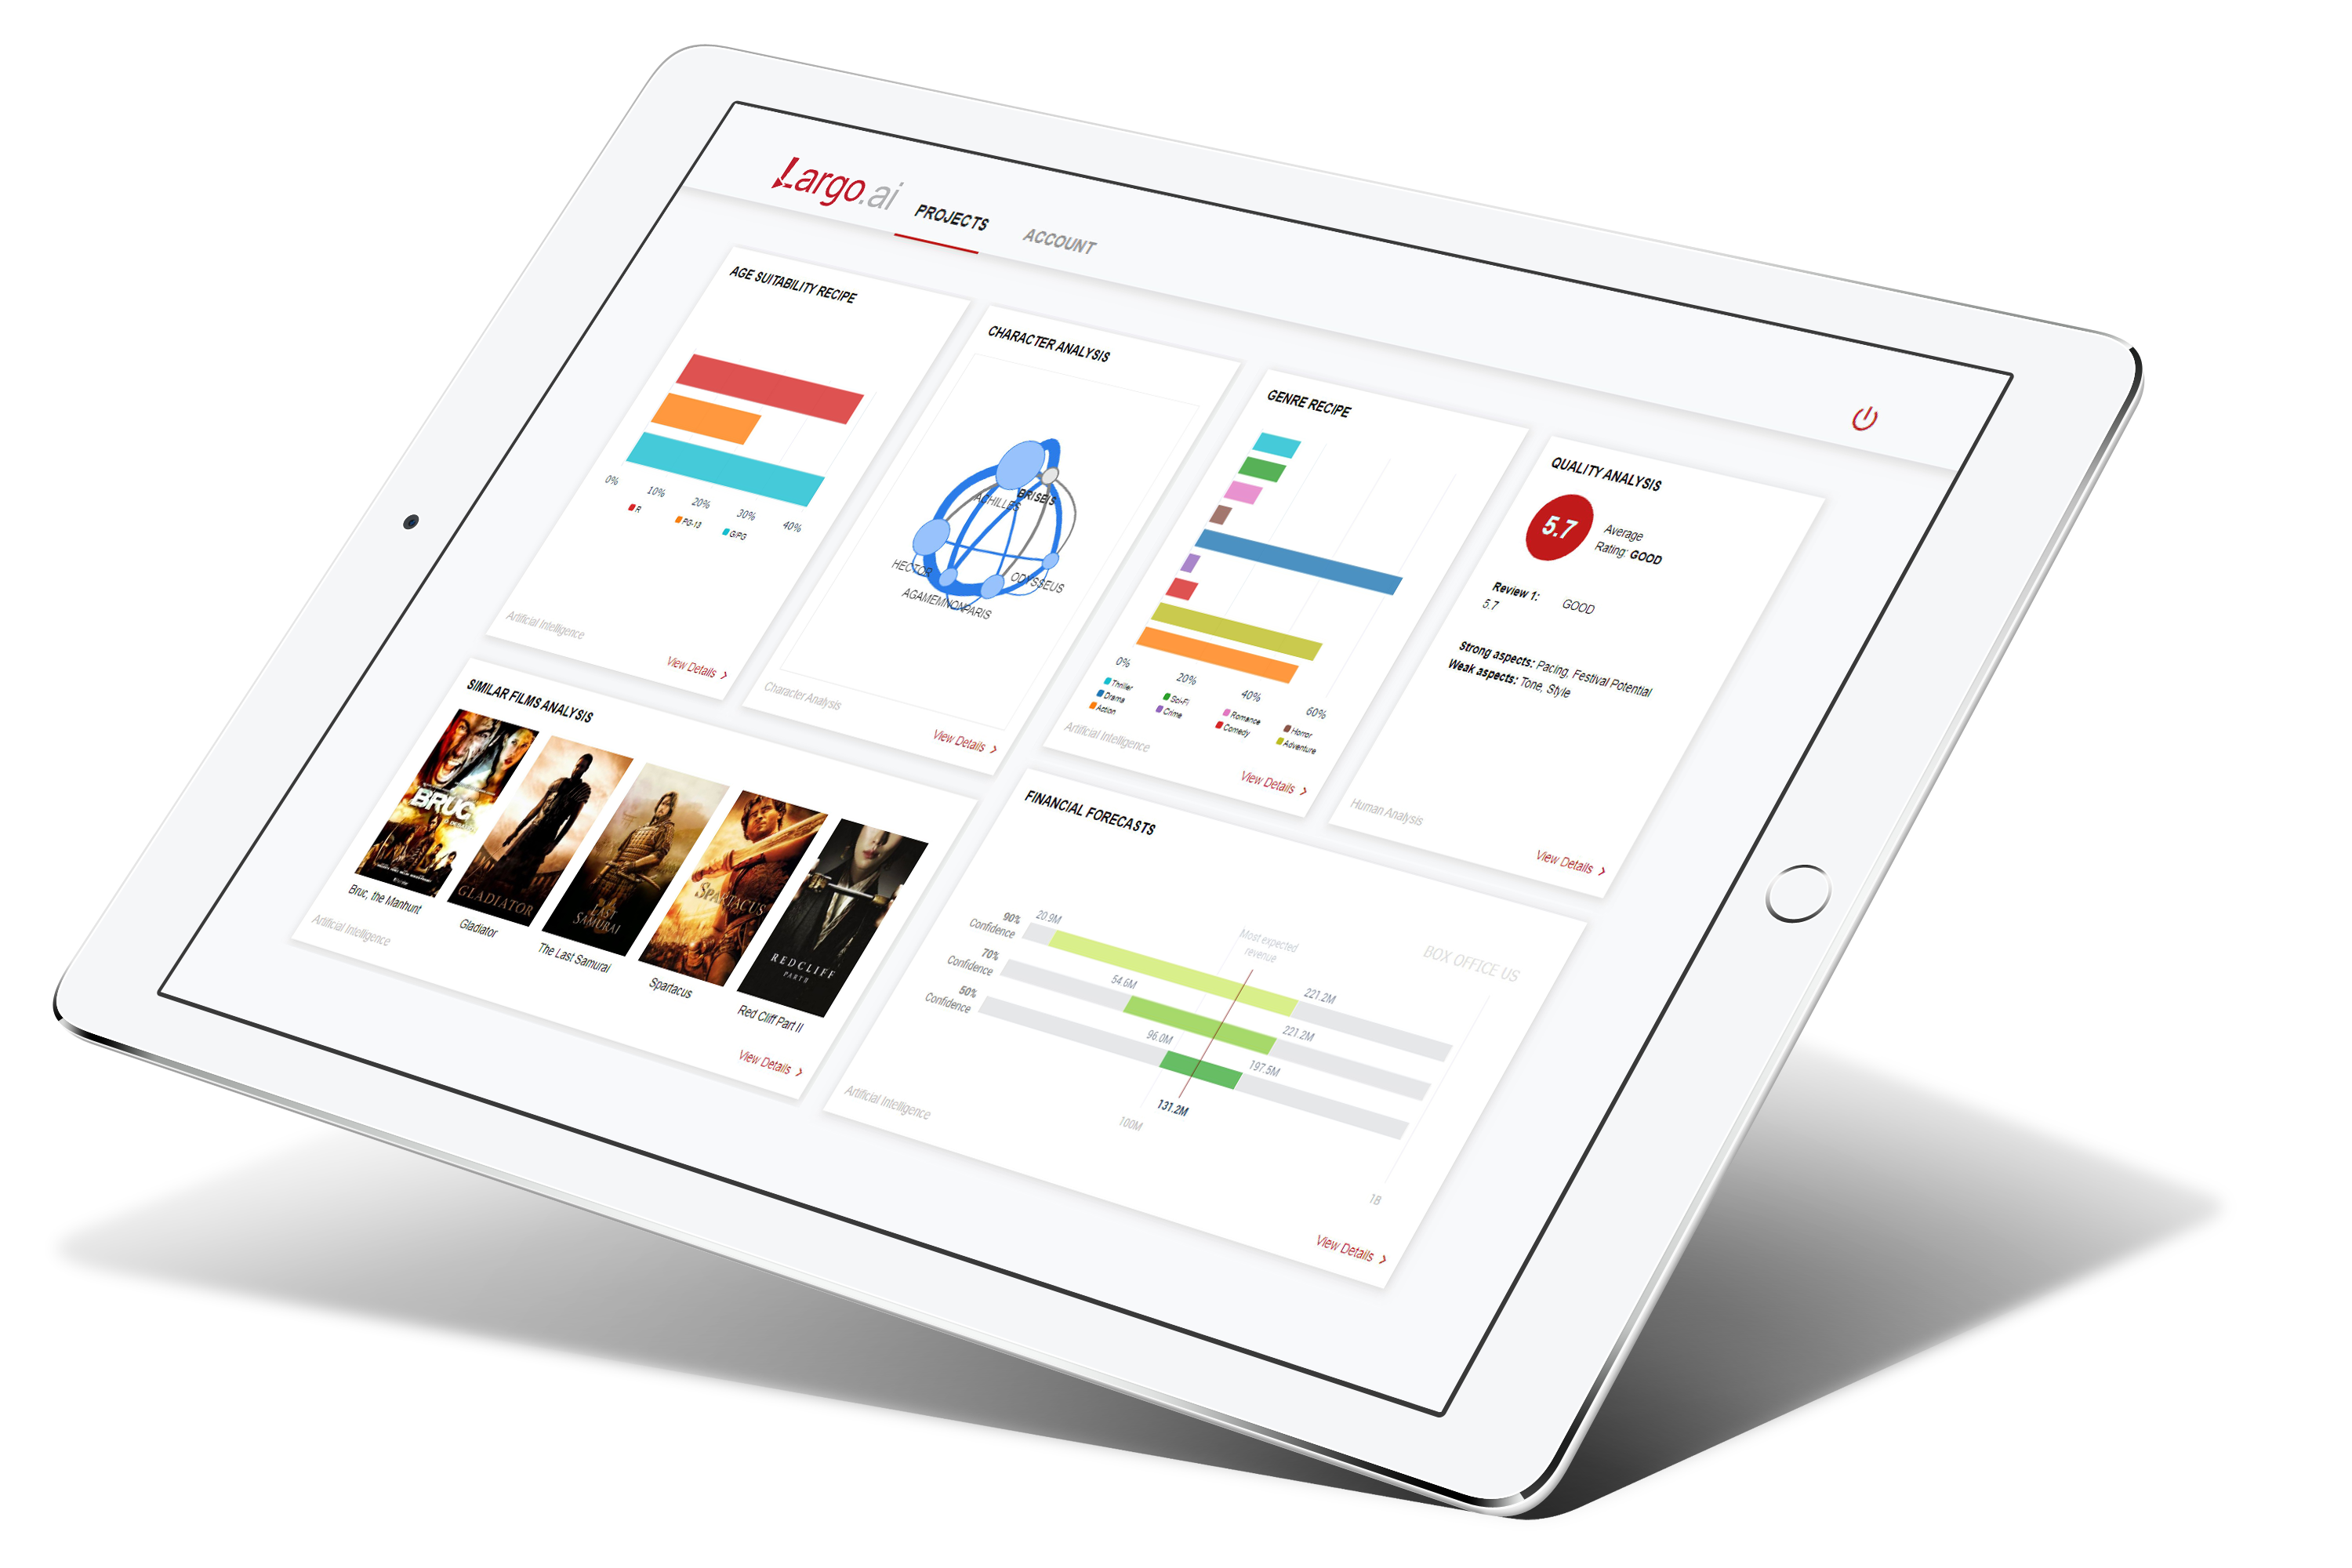 Largo.ai
PROJECTS
ACCOUNT
AGE SUITABILITY RECIPE
0%
10%
20%
30%
40%
R
PG-13
G/PG
Artificial Intelligence
View Details
CHARACTER ANALYSIS
ACHILLES
BRISEIS
HECTOR
ODYSSEUS
AGAMEMNON
PARIS
Character Analysis
View Details
GENRE RECIPE
0%
20%
40%
60%
Thriller
Sci-Fi
Romance
Horror
Drama
Crime
Comedy
Adventure
Action
Artificial Intelligence
View Details
QUALITY ANALYSIS
5.7
Average
Rating: GOOD
Review 1:
GOOD
5.7
Strong aspects: Pacing, Festival Potential
Weak aspects: Tone, Style
Human Analysis
View Details
SIMILAR FILMS ANALYSIS
BRUC
GLADIATOR
LAST
SAMURAI
SPARTACUS
REDCLIFF
PART II
Bruc, the Manhunt
Gladiator
The Last Samurai
Spartacus
Red Cliff Part II
Artificial Intelligence
View Details
FINANCIAL FORECASTS
BOX OFFICE US
Most expected
revenue
90%
Confidence
20.9M
221.2M
70%
Confidence
54.6M
221.2M
50%
Confidence
96.0M
197.5M
131.2M
100M
1B
Artificial Intelligence
View Details